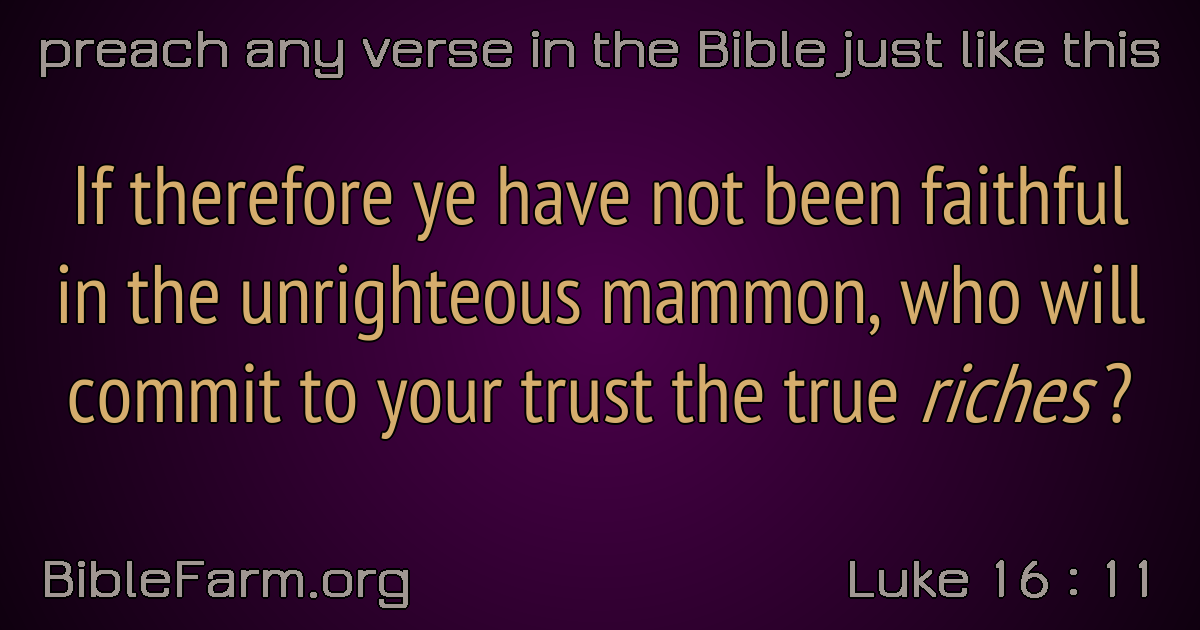 preach any verse in the Bible just like this
If therefore ye have not been faithful
in the unrighteous mammon, who will
commit to your trust the true riches?
BibleFarm.org
Luke 16 : 11